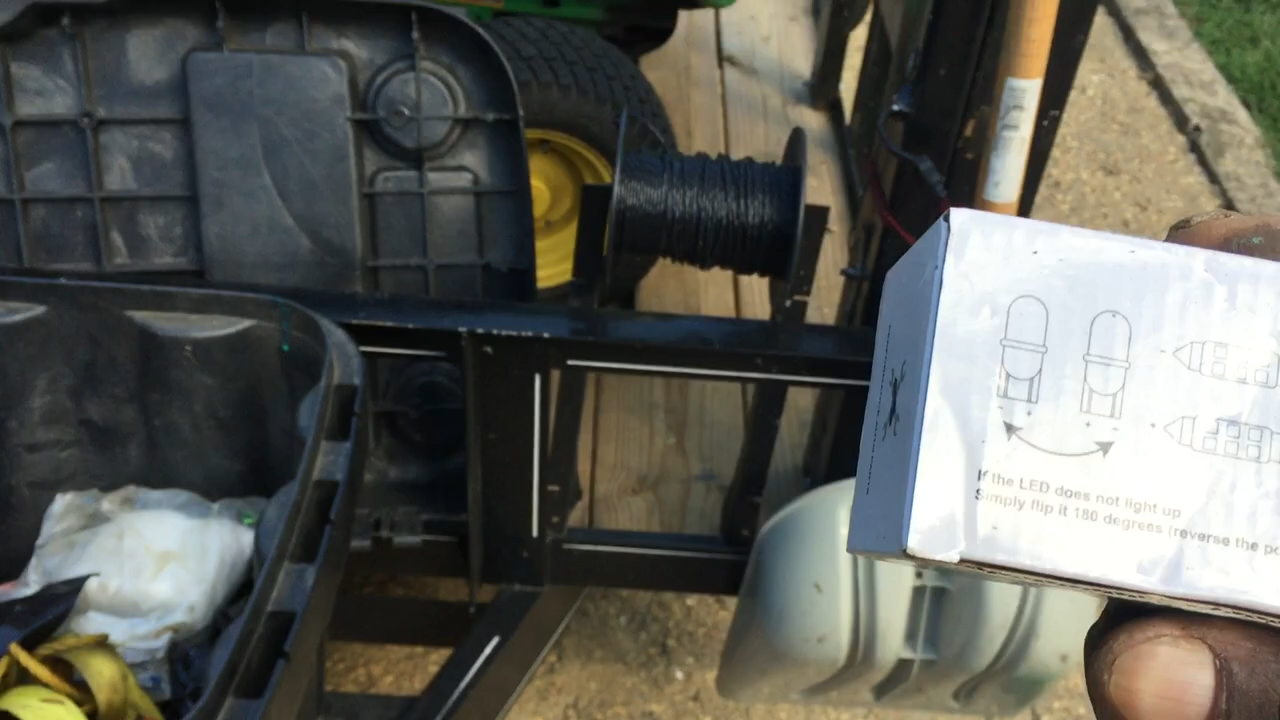 If the LED does not light up
Simply flip it 180 degrees (reverse the po